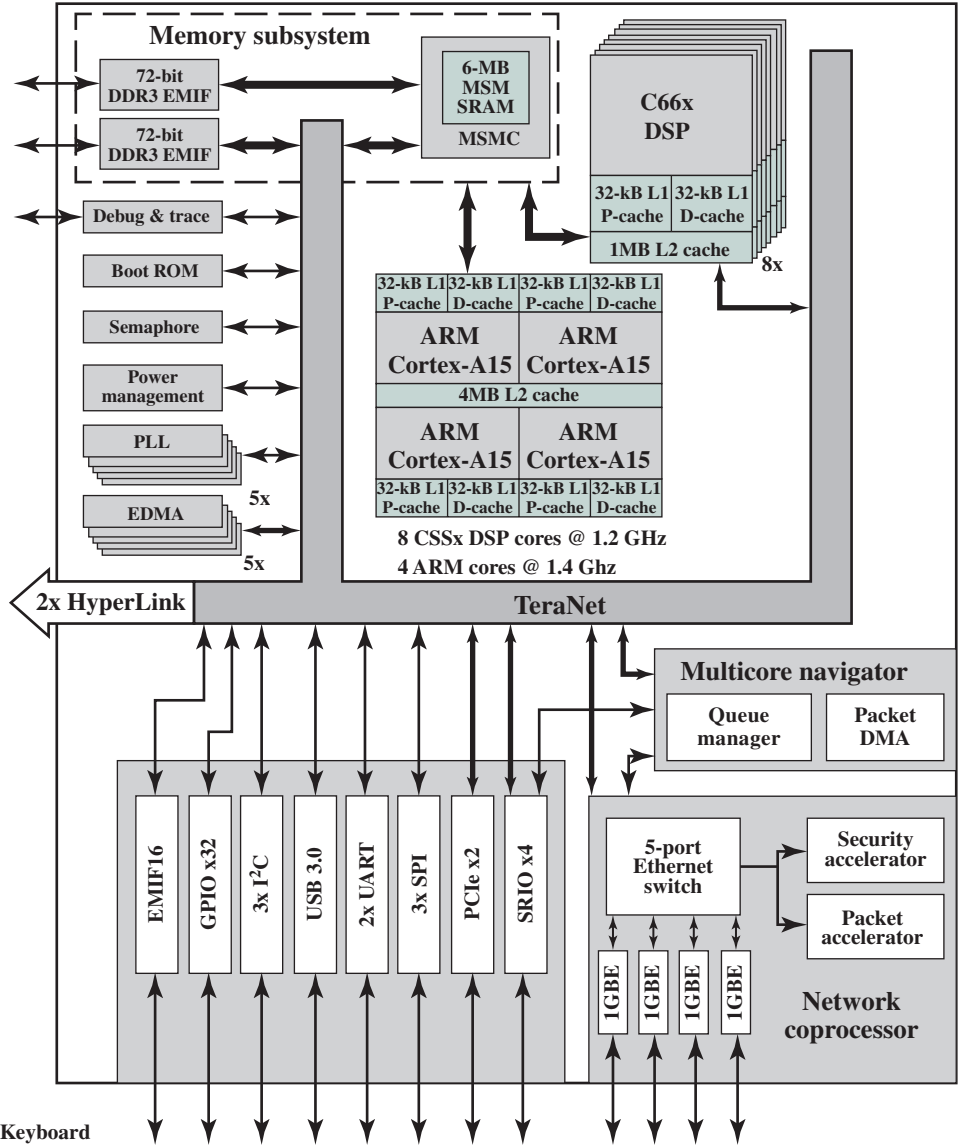 Memory subsystem
72-bit
DDR3 EMIF
72-bit
DDR3 EMIF
6-MB
MSM
SRAM
MSMC
C66x
DSP
32-kB L1
P-cache
32-kB L1
D-cache
1MB L2 cache
8x
Debug & trace
Boot ROM
Semaphore
Power
management
PLL
5x
EDMA
5x
32-kB L1
P-cache
32-kB L1
D-cache
32-kB L1
P-cache
32-kB L1
D-cache
ARM
Cortex-A15
ARM
Cortex-A15
4MB L2 cache
ARM
Cortex-A15
ARM
Cortex-A15
32-kB L1
P-cache
32-kB L1
D-cache
32-kB L1
P-cache
32-kB L1
D-cache
8 CSSx DSP cores @ 1.2 GHz
4 ARM cores @ 1.4 Ghz
2x HyperLink
TeraNet
Multicore navigator
Queue
manager
Packet
DMA
EMIF16
GPIO x32
3x I²C
USB 3.0
2x UART
3x SPI
PCIe x2
SRIO x4
5-port
Ethernet
switch
Security
accelerator
Packet
accelerator
1GBE
1GBE
1GBE
1GBE
Network
coprocessor
Keyboard